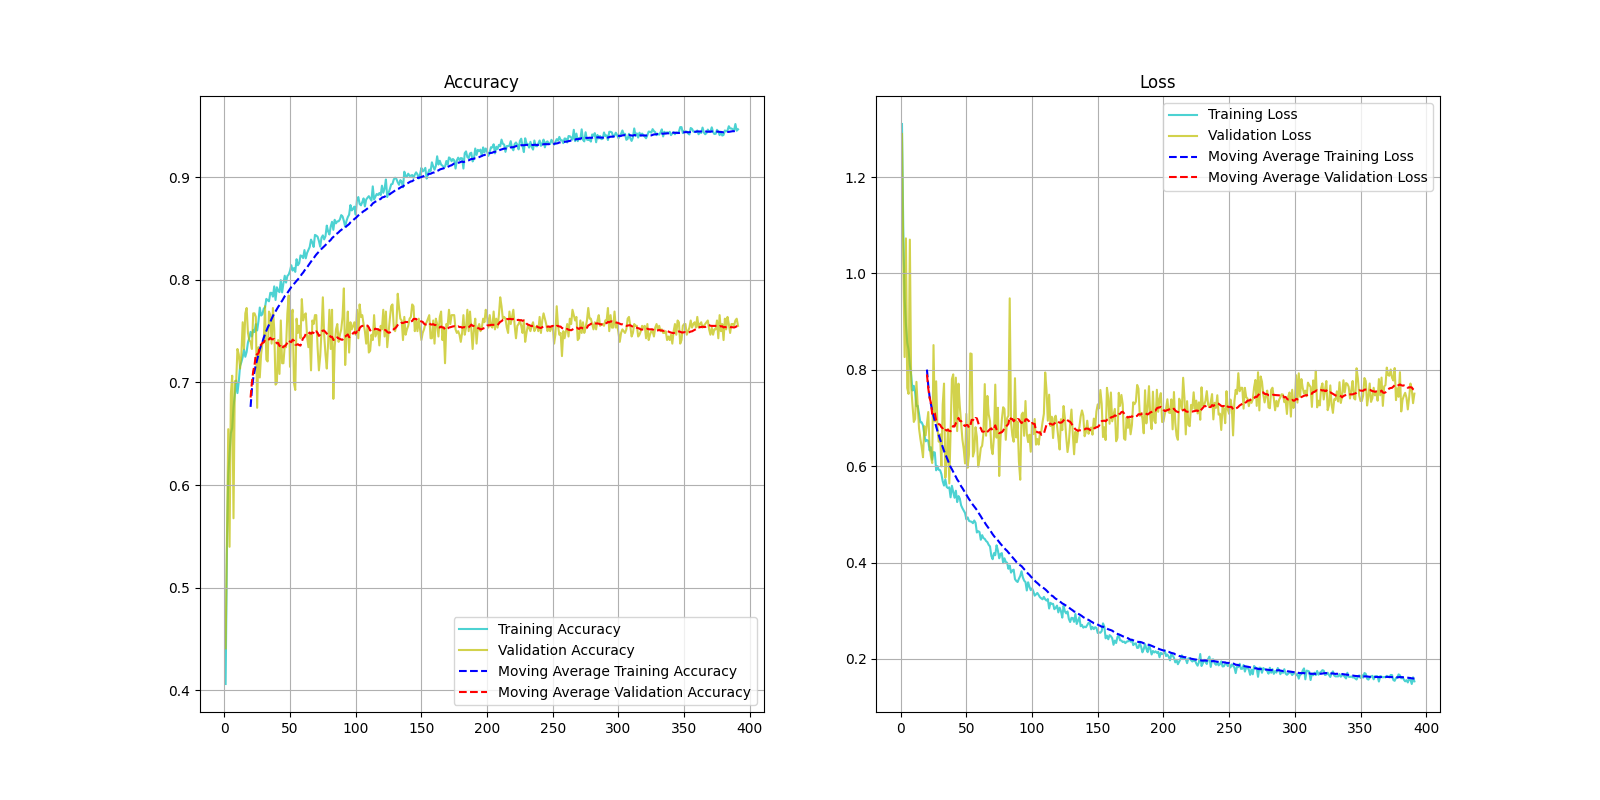 Accuracy
0.9
0.8
0.7
0.6
0.5
0.4
0 50 100 150 200 250 300 350 400
Training Accuracy
Validation Accuracy
Moving Average Training Accuracy
Moving Average Validation Accuracy
Loss
1.2
1.0
0.8
0.6
0.4
0.2
0 50 100 150 200 250 300 350 400
Training Loss
Validation Loss
Moving Average Training Loss
Moving Average Validation Loss